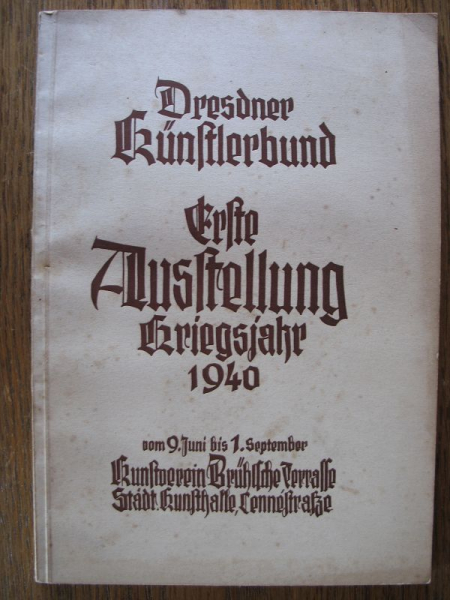 Dresdner
Künstlerbund
Erste
Ausstellung
Kriegsjahr
1940
vom 9. Juni bis 1. September
Kunstverein Brühlsche Terrasse
Städt. Kunsthalle, Lennéstraße